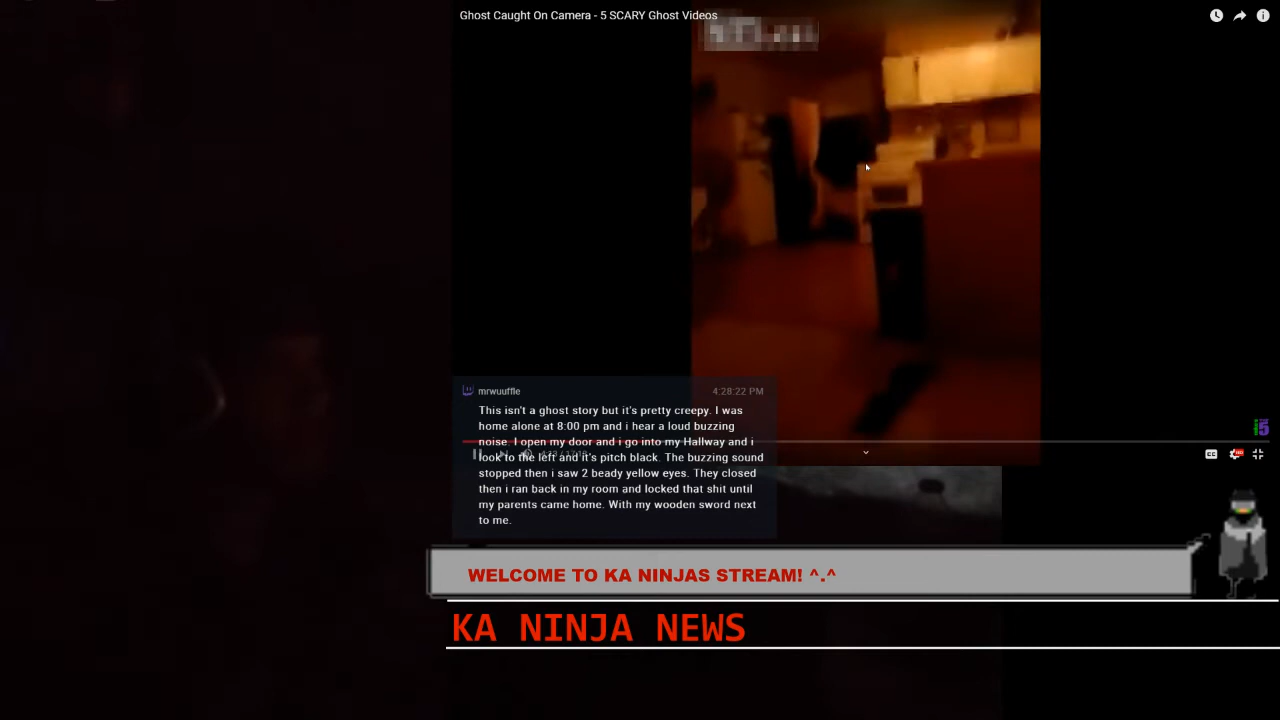 Ghost Caught On Camera - 5 SCARY Ghost Videos
mrwuuffle 4:28:22 PM
This isn't a ghost story but it's pretty creepy. I was
home alone at 8:00 pm and i hear a loud buzzing
noise. I open my door and i go into my Hallway and i
look to the left and it's pitch black. The buzzing sound
stopped then i saw 2 beady yellow eyes. They closed
then i ran back in my room and locked that shit until
my parents came home. With my wooden sword next
to me.
i5
CC
WELCOME TO KA NINJAS STREAM! ^.^
KA NINJA NEWS